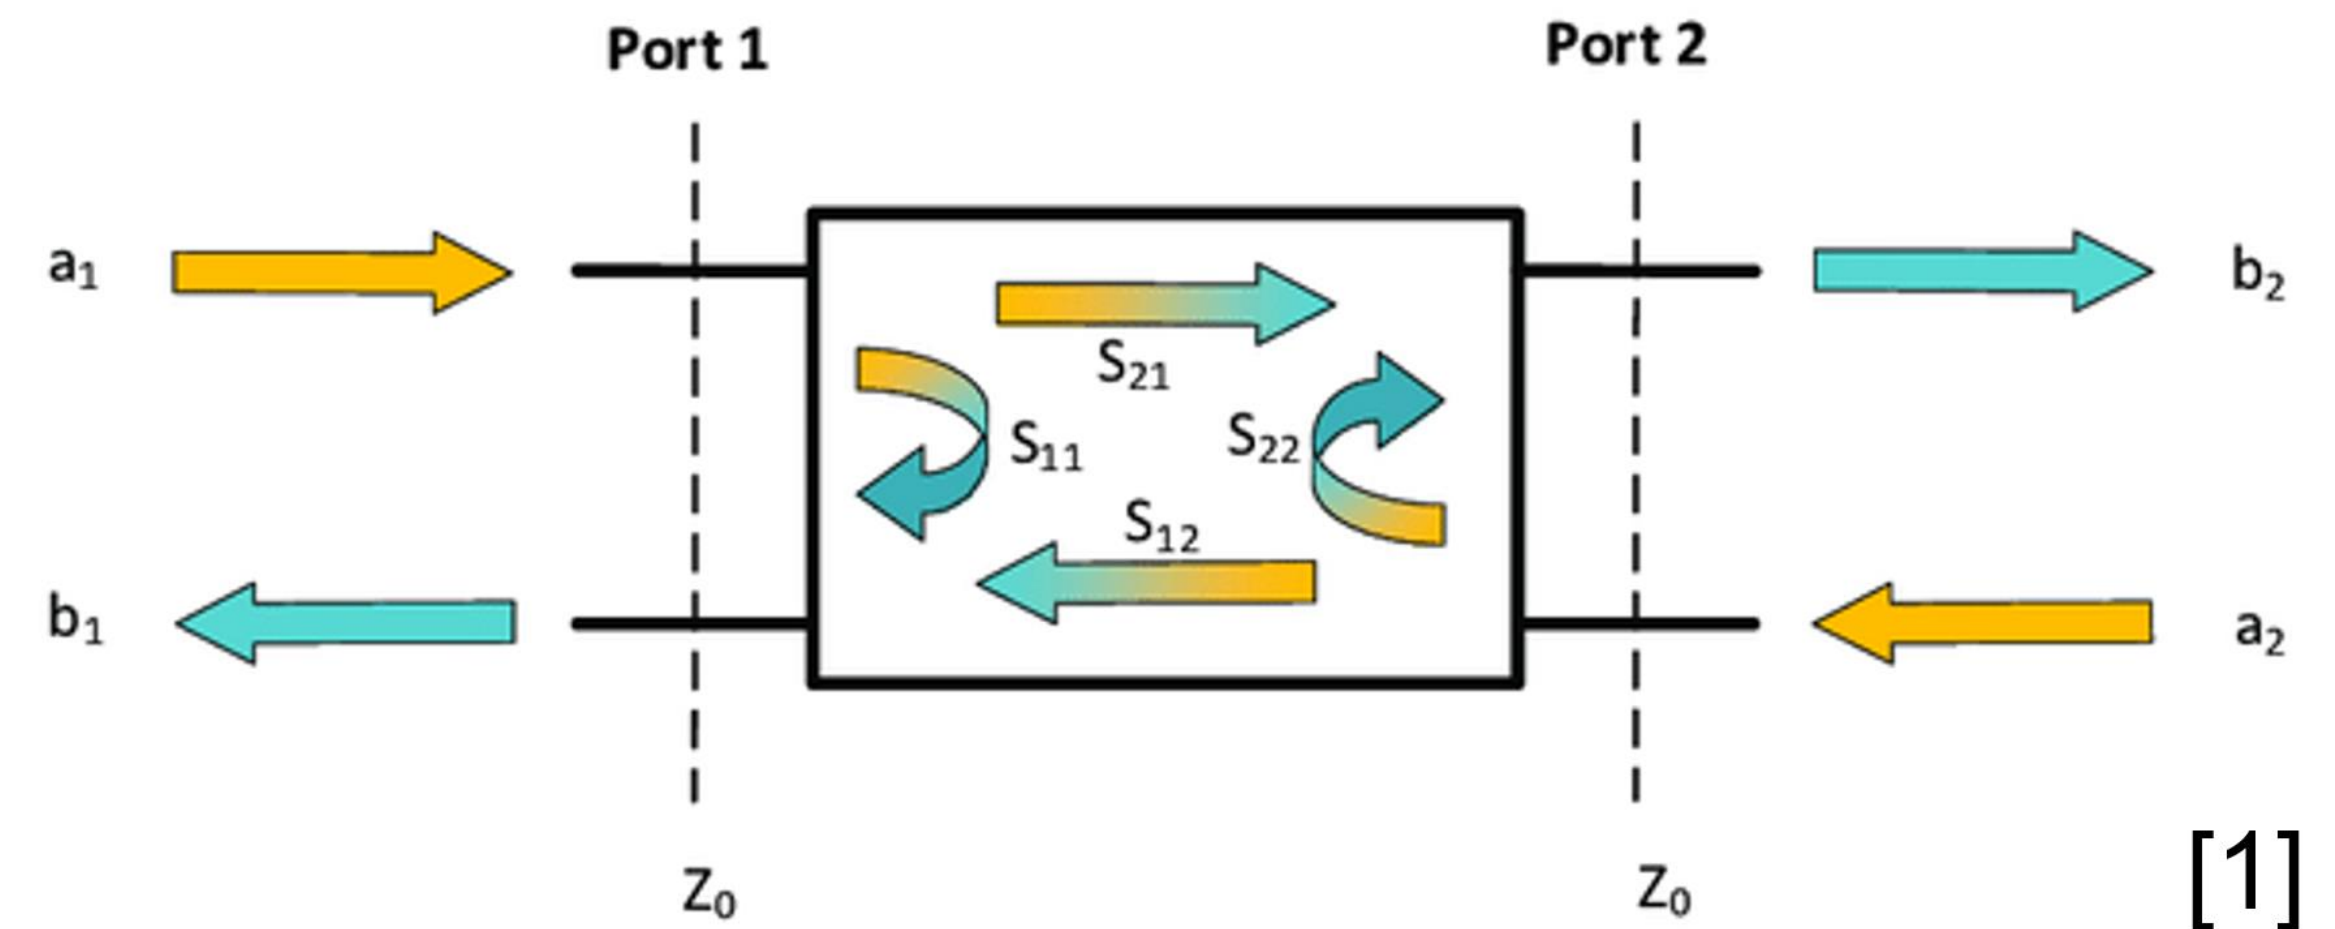 Port 1
Port 2
a₁
b₂
S₂₁
S₁₁
S₂₂
S₁₂
b₁
a₂
Z₀
Z₀
[1]